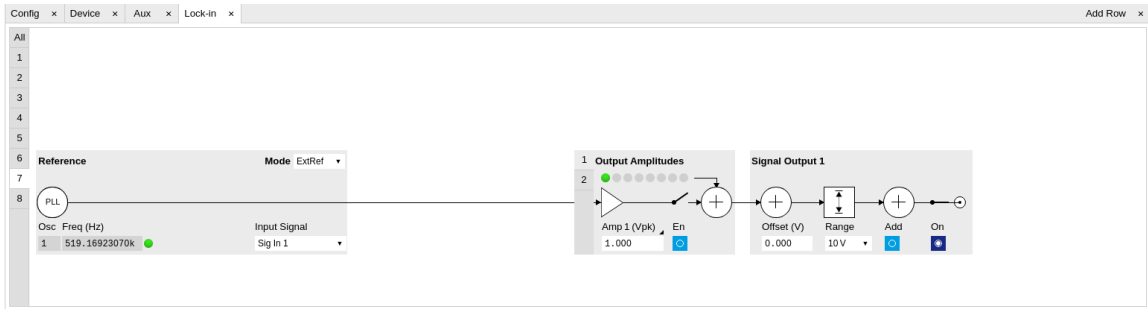 Config × Device × Aux × Lock-in × Add Row ×
All
1
2
3
4
5
6
7
8
Reference Mode ExtRef
PLL
Osc Freq (Hz) Input Signal
1 519.16923070k Sig In 1
1 Output Amplitudes
2
Amp 1 (Vpk) En
1.000
Signal Output 1
Offset (V) Range Add On
0.000 10 V